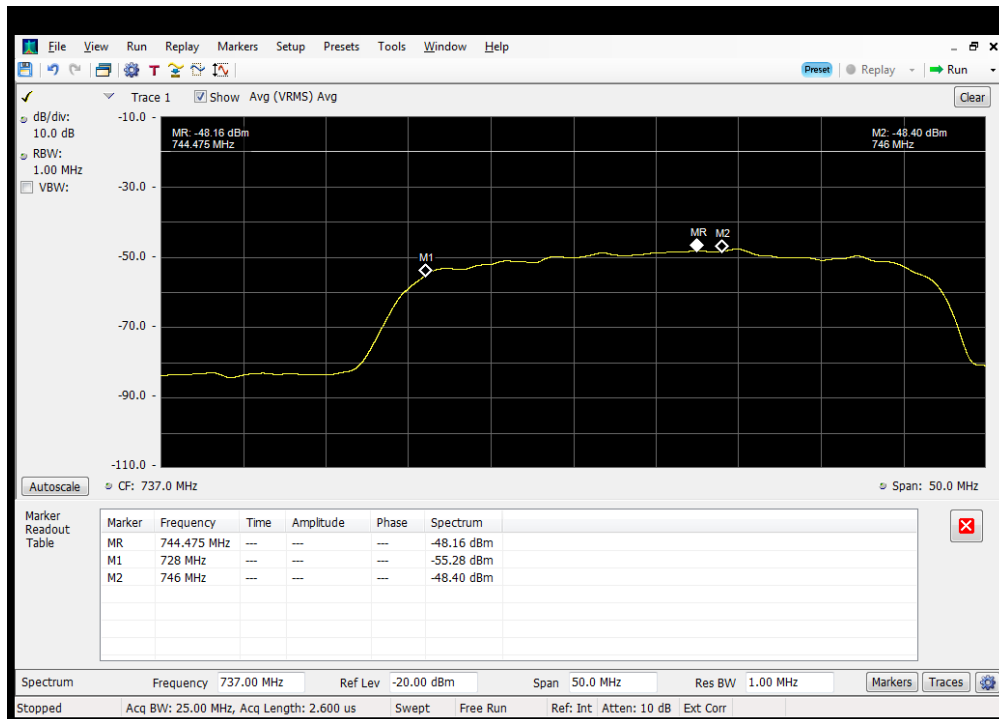 File View Run Replay Markers Setup Presets Tools Window Help
T Preset Replay Run
Trace 1 Show Avg (VRMS) Avg Clear
dB/div:
10.0 dB
RBW:
1.00 MHz
VBW:
-10.0 -
MR: -48.16 dBm
744.475 MHz
M2: -48.40 dBm
746 MHz
-30.0 -
MR M2
-50.0 -
M1
-70.0 -
-90.0 -
-110.0 -
Autoscale CF: 737.0 MHz Span: 50.0 MHz
Marker
Readout
Table
Marker Frequency Time Amplitude Phase Spectrum
MR 744.475 MHz --- --- --- -48.16 dBm
M1 728 MHz --- --- --- -55.28 dBm
M2 746 MHz --- --- --- -48.40 dBm
Spectrum Frequency 737.00 MHz Ref Lev -20.00 dBm Span 50.0 MHz Res BW 1.00 MHz Markers Traces
Stopped Acq BW: 25.00 MHz, Acq Length: 2.600 us Swept Free Run Ref: Int Atten: 10 dB Ext Corr